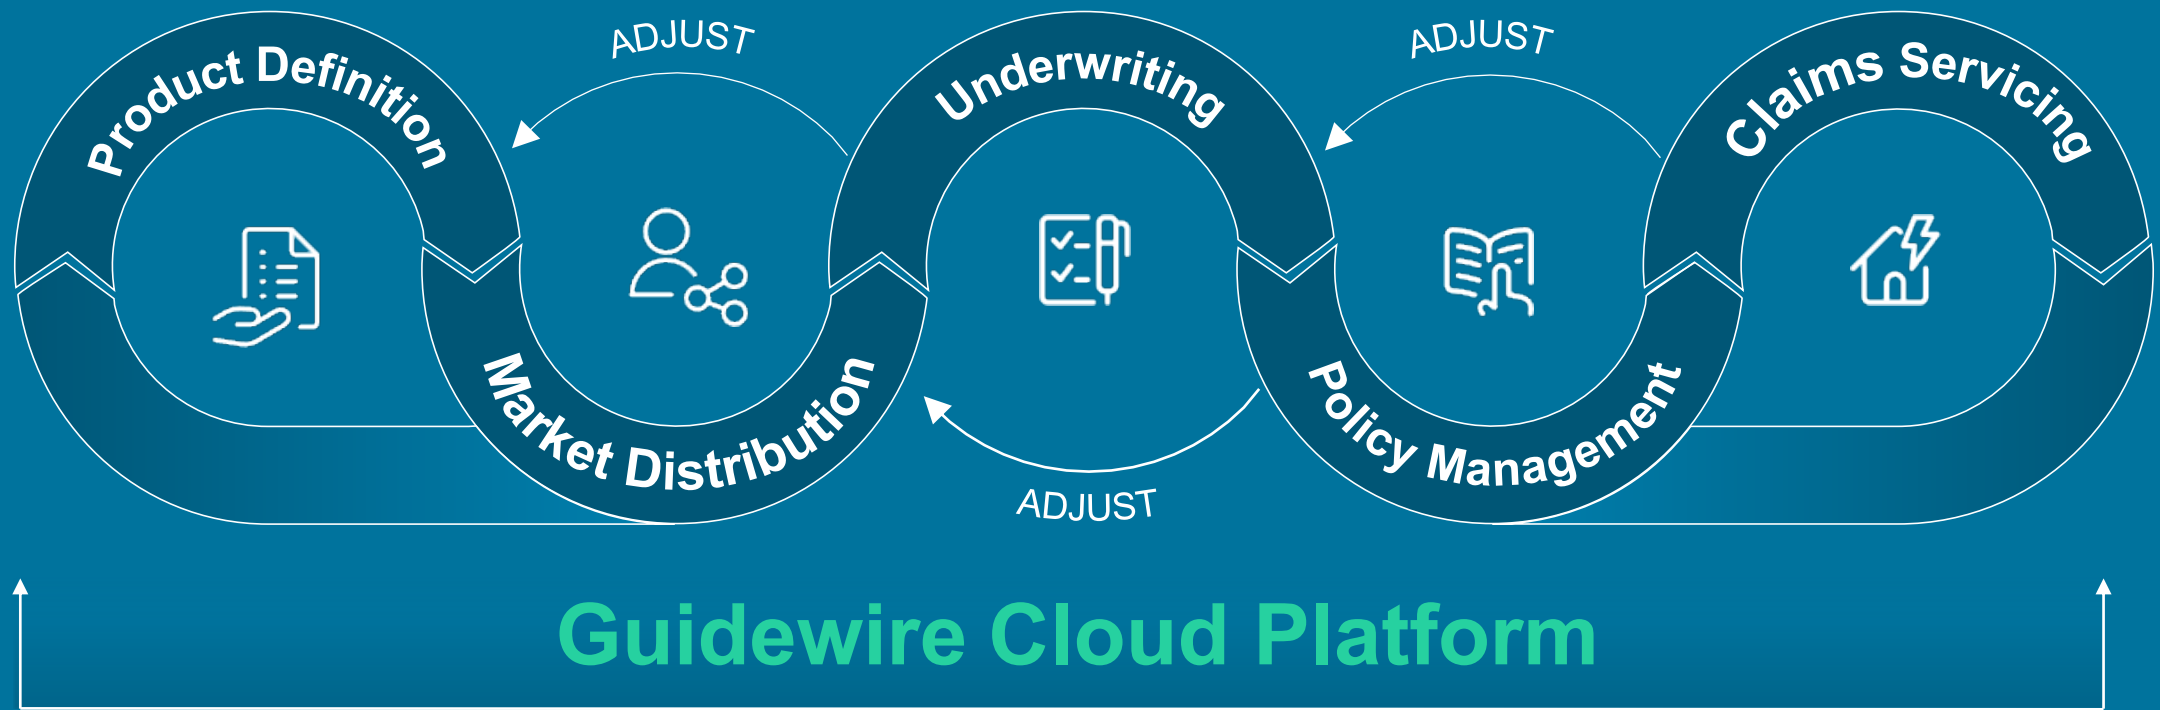 Product Definition
ADJUST
Market Distribution
Underwriting
ADJUST
ADJUST
Policy Management
Claims Servicing
Guidewire Cloud Platform